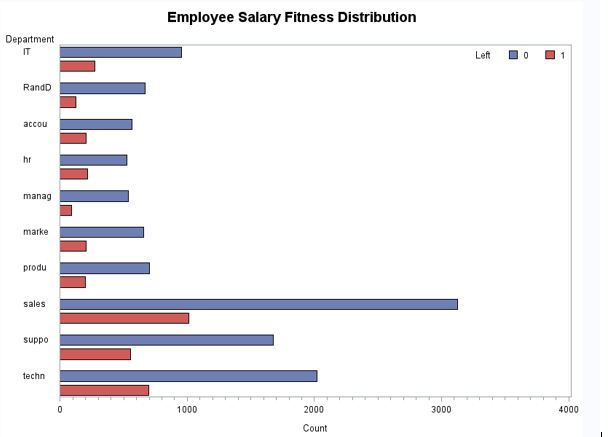 Employee Salary Fitness Distribution
Department
Left 0 1
IT
RandD
accou
hr
manag
marke
produ
sales
suppo
techn
0 1000 2000 3000 4000
Count